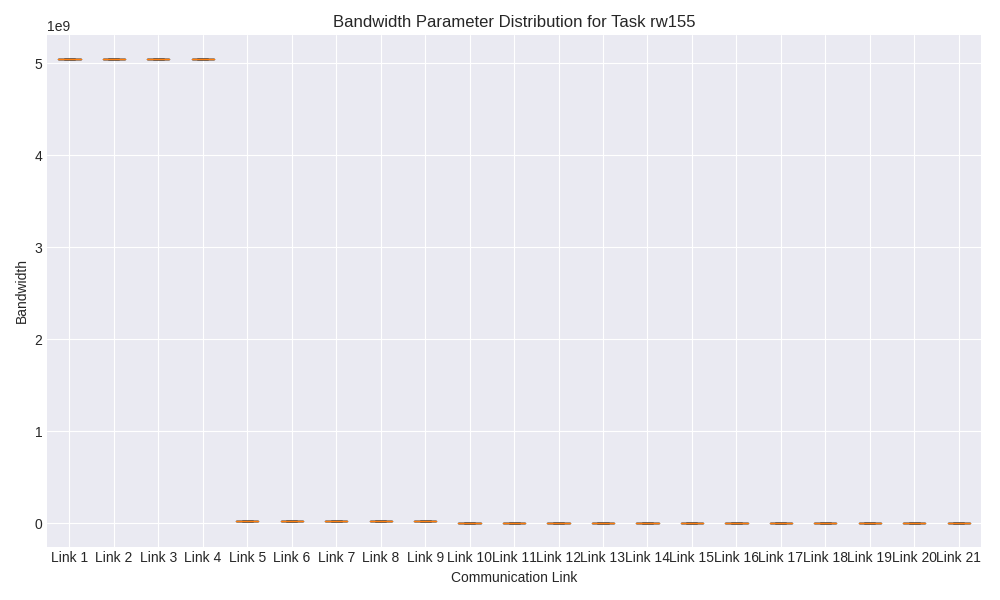 Bandwidth Parameter Distribution for Task rw155
1e9
5
4
3
2
1
0
Bandwidth
Link 1 Link 2 Link 3 Link 4 Link 5 Link 6 Link 7 Link 8 Link 9 Link 10 Link 11 Link 12 Link 13 Link 14 Link 15 Link 16 Link 17 Link 18 Link 19 Link 20 Link 21
Communication Link